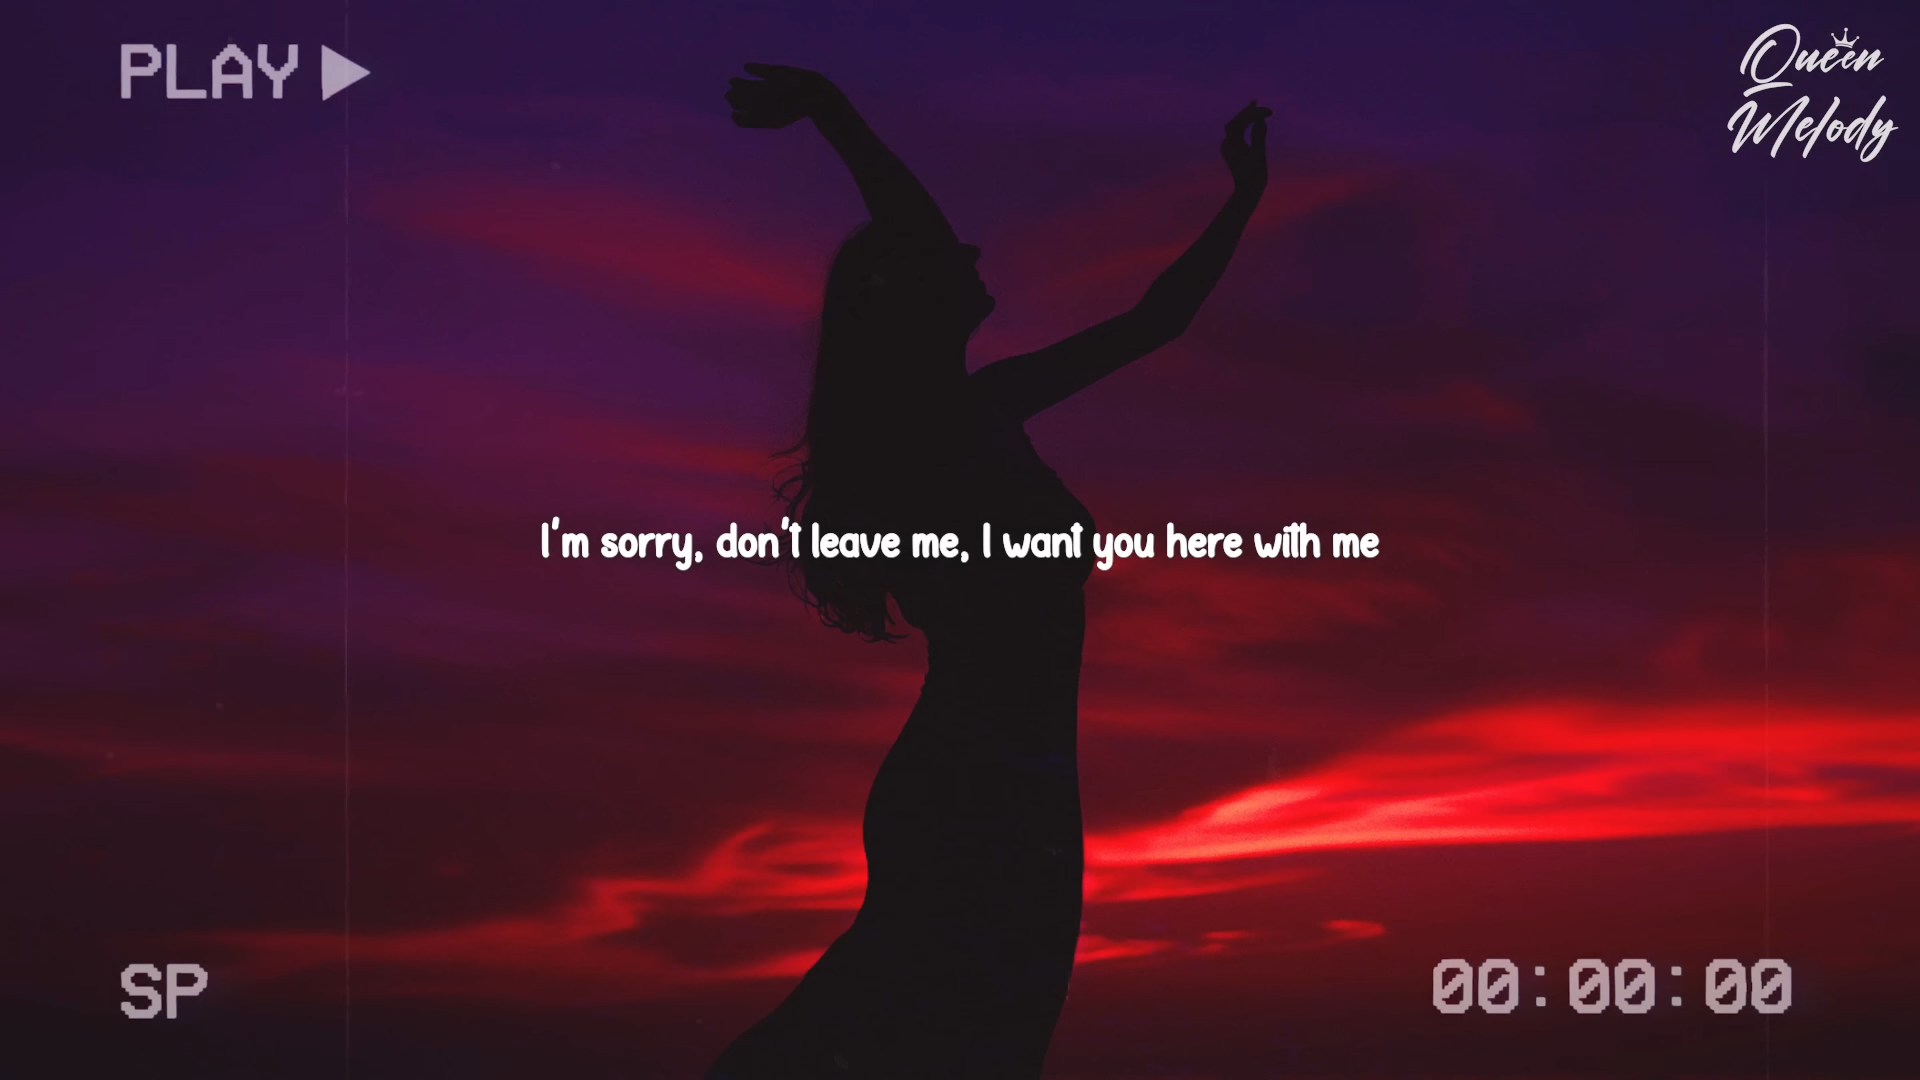 PLAY
Queen
Melody
I'm sorry, don't leave me, I want you here with me
SP
00:00:00